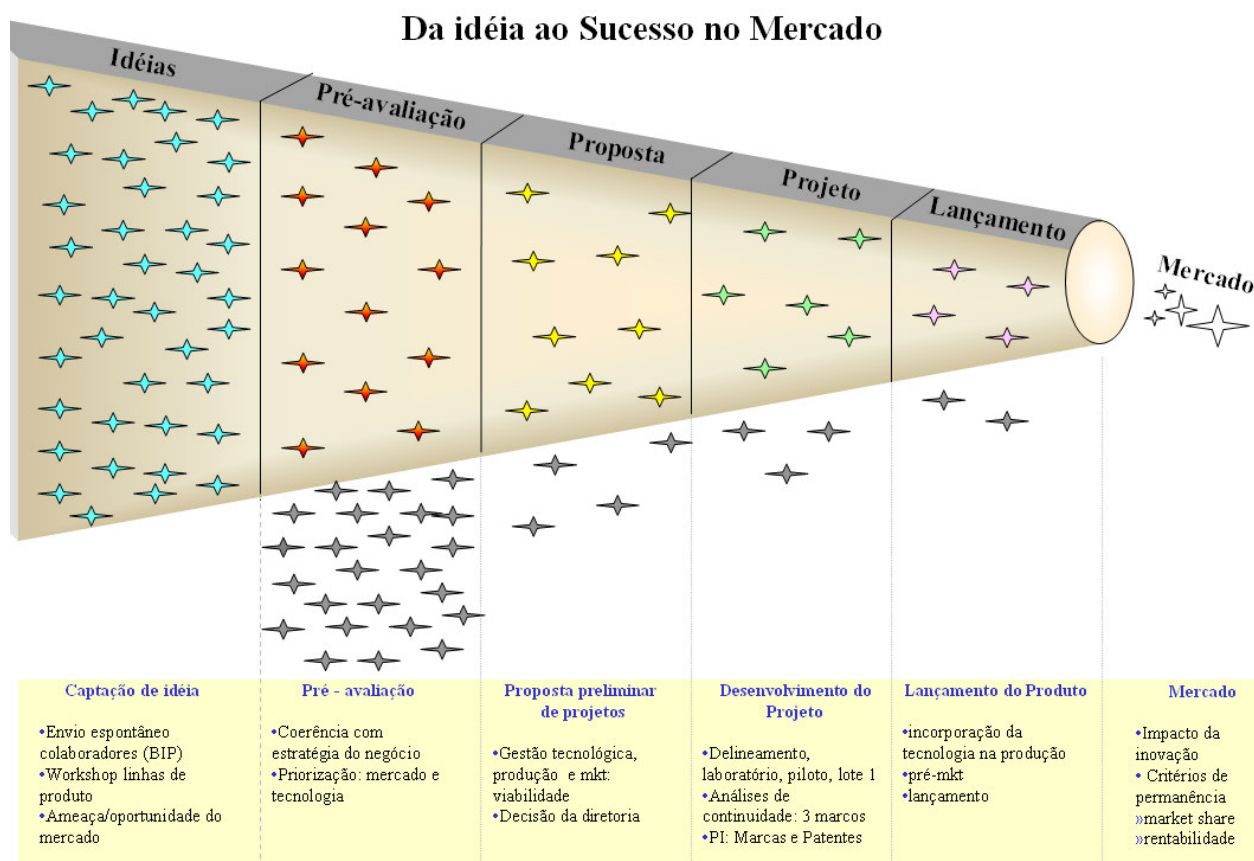 Da idéia ao Sucesso no Mercado
Idéias
Pré-avaliação
Proposta
Projeto
Lançamento
Mercado
Captação de idéia
•Envio espontâneo
colaboradores (BIP)
•Workshop linhas de
produto
•Ameaça/oportunidade do
mercado
Pré - avaliação
•Coerência com
estratégia do negócio
•Priorização: mercado e
tecnologia
Proposta preliminar
de projetos
•Gestão tecnológica,
produção e mkt:
viabilidade
•Decisão da diretoria
Desenvolvimento do
Projeto
•Delineamento,
laboratório, piloto, lote 1
•Análises de
continuidade: 3 marcos
•PI: Marcas e Patentes
Lançamento do Produto
•incorporação da
tecnologia na produção
•pré-mkt
•lançamento
Mercado
•Impacto da
inovação
• Critérios de
permanência
»market share
»rentabilidade